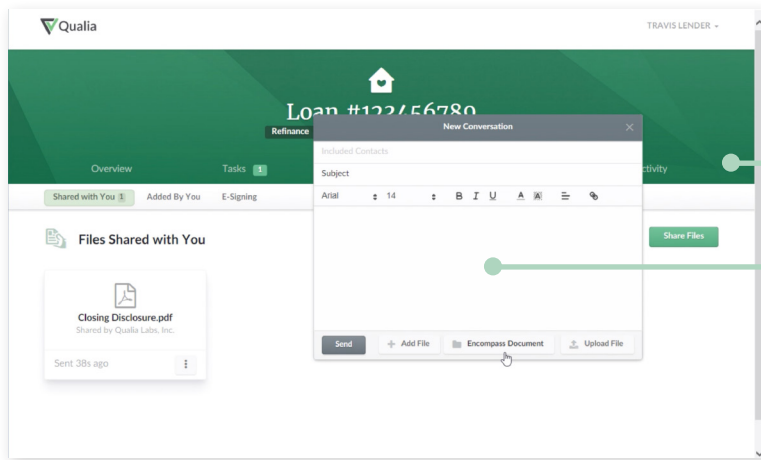 Qualia
TRAVIS LENDER
Loan #123456789
Refinance
New Conversation
Included Contacts
Subject
Arial 14 B I U A A
Overview
Tasks 1
Shared with You 1
Added By You
E-Signing
Files Shared with You
Share Files
Closing Disclosure.pdf
Shared by Qualia Labs, Inc.
Sent 38s ago
Send
Add File
Encompass Document
Upload File